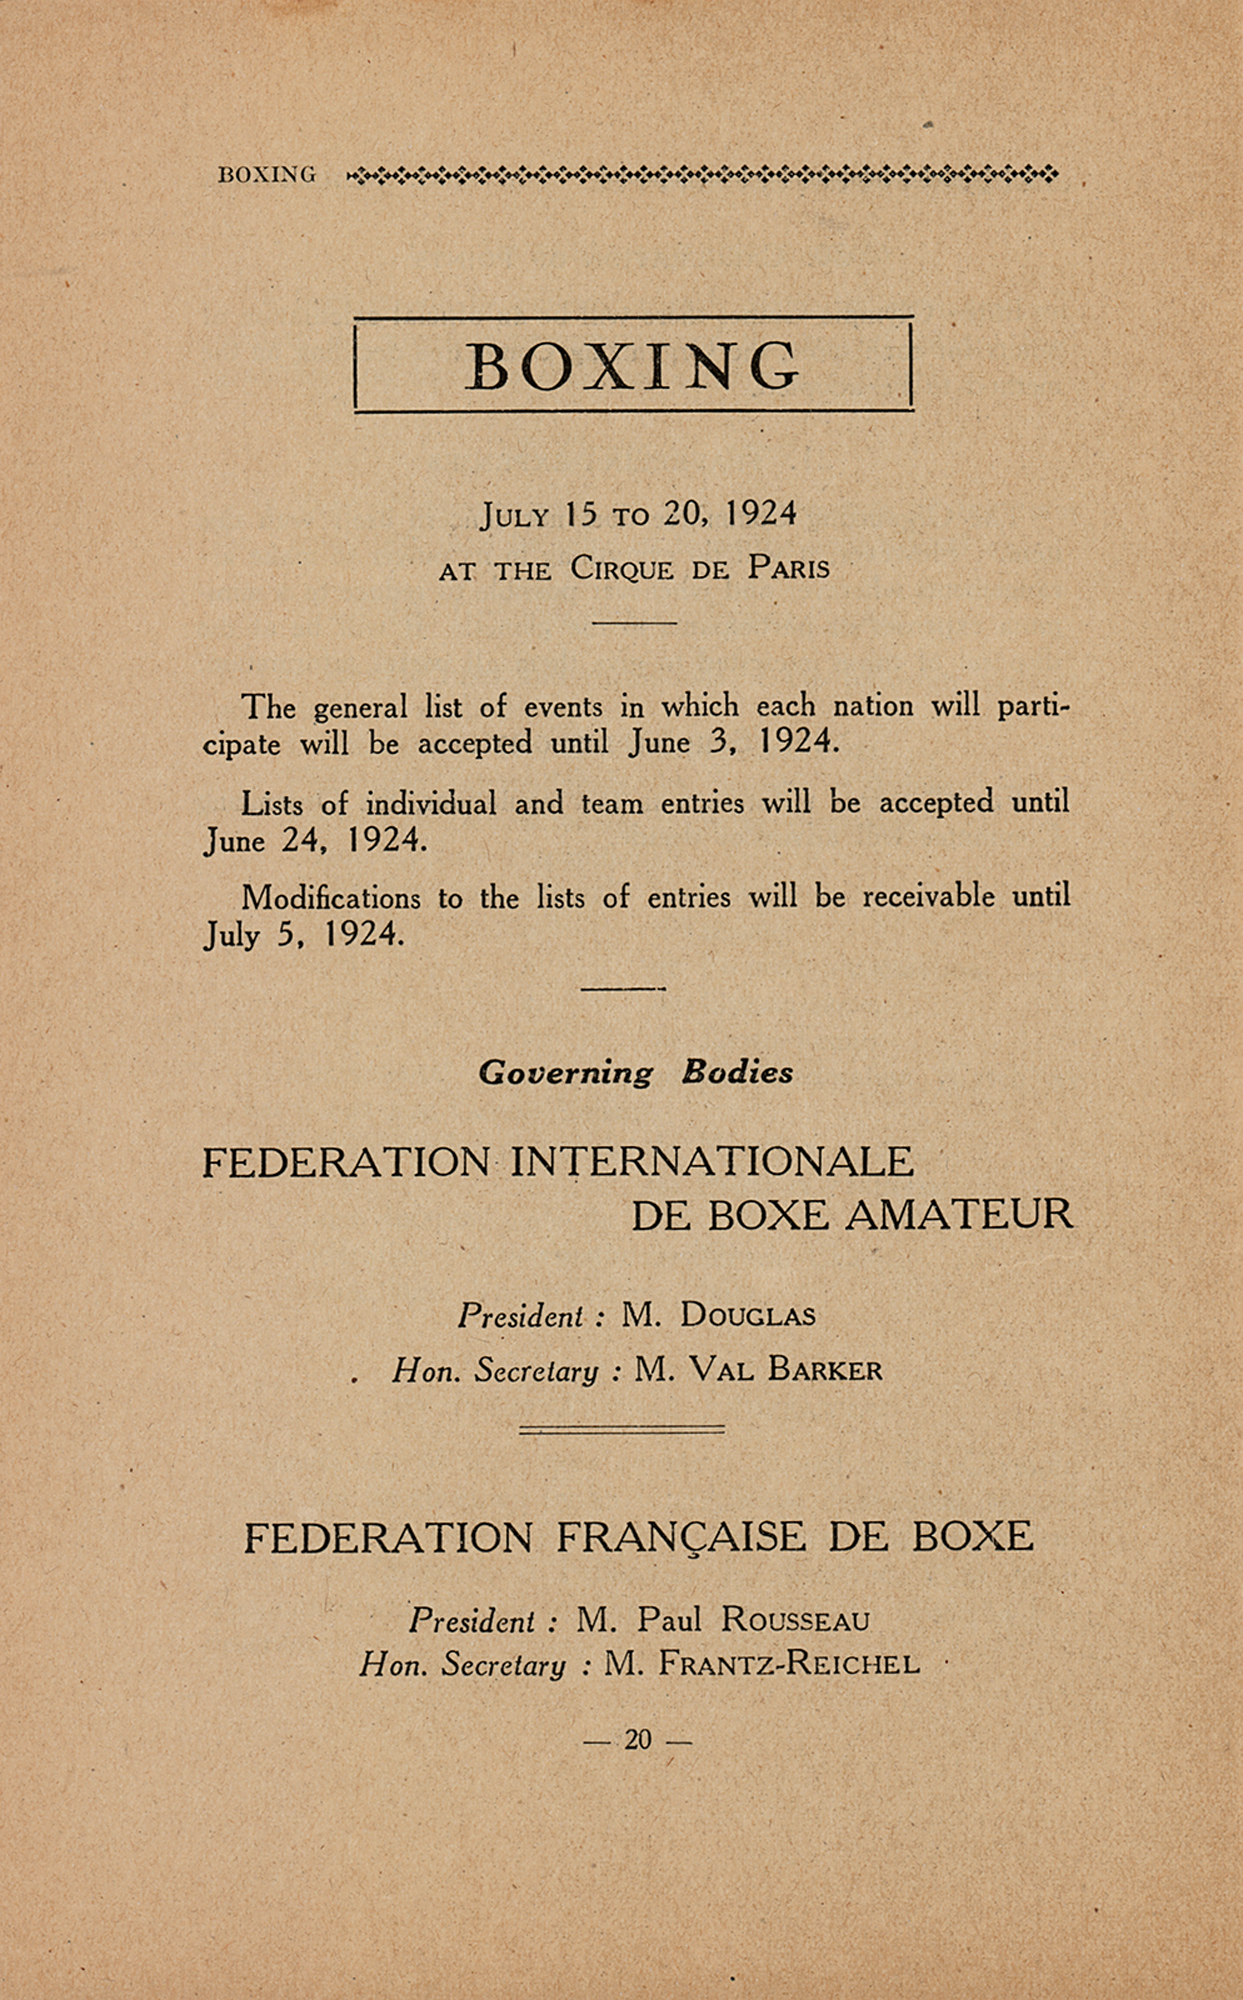 BOXING
BOXING
JULY 15 TO 20, 1924
AT THE CIRQUE DE PARIS
The general list of events in which each nation will parti-
cipate will be accepted until June 3, 1924.
Lists of individual and team entries will be accepted until
June 24, 1924.
Modifications to the lists of entries will be receivable until
July 5, 1924.
Governing Bodies
FEDERATION INTERNATIONALE
DE BOXE AMATEUR
President : M. DOUGLAS
Hon. Secretary : M. VAL BARKER
FEDERATION FRANÇAISE DE BOXE
President : M. Paul ROUSSEAU
Hon. Secretary : M. FRANTZ-REICHEL
— 20 —